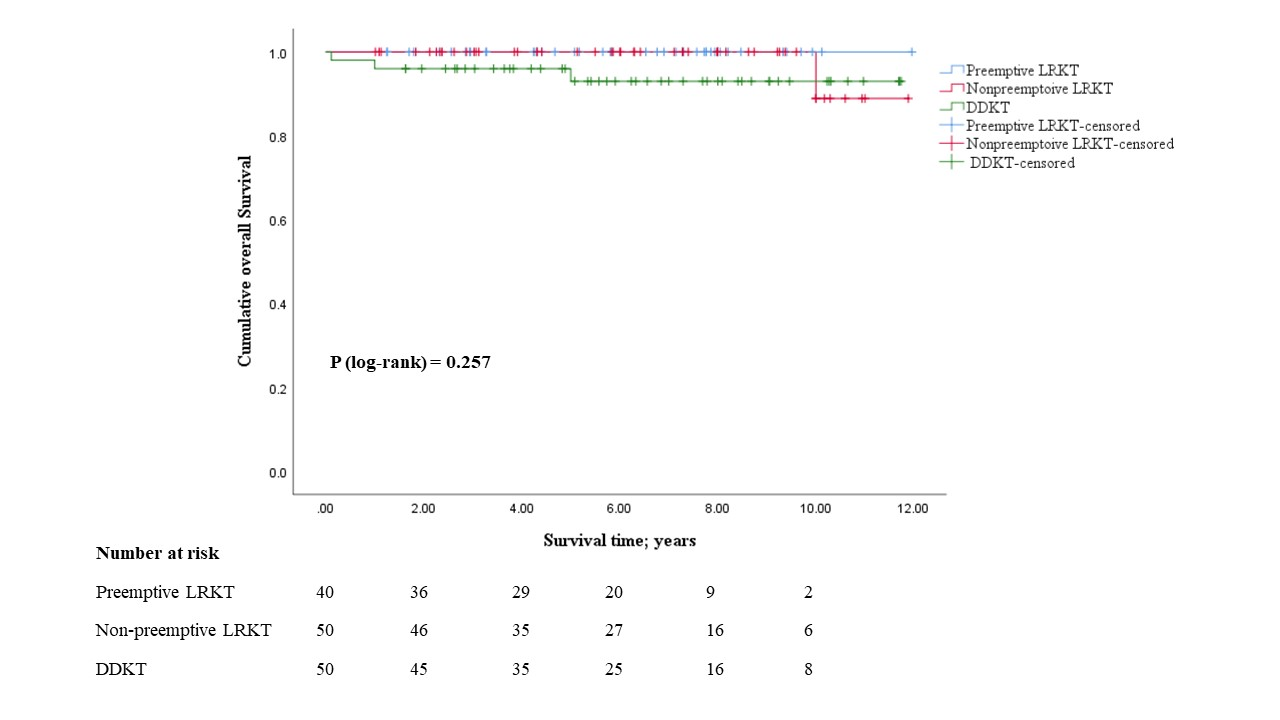 1.0
0.8
0.6
0.4
0.2
0.0
Cumulative overall Survival
P (log-rank) = 0.257
Preemptive LRKT
Nonpreemptoive LRKT
DDKT
Preemptive LRKT-censored
Nonpreemptoive LRKT-censored
DDKT-censored
.00 2.00 4.00 6.00 8.00 10.00 12.00
Survival time; years
Number at risk
Preemptive LRKT 40 36 29 20 9 2
Non-preemptive LRKT 50 46 35 27 16 6
DDKT 50 45 35 25 16 8